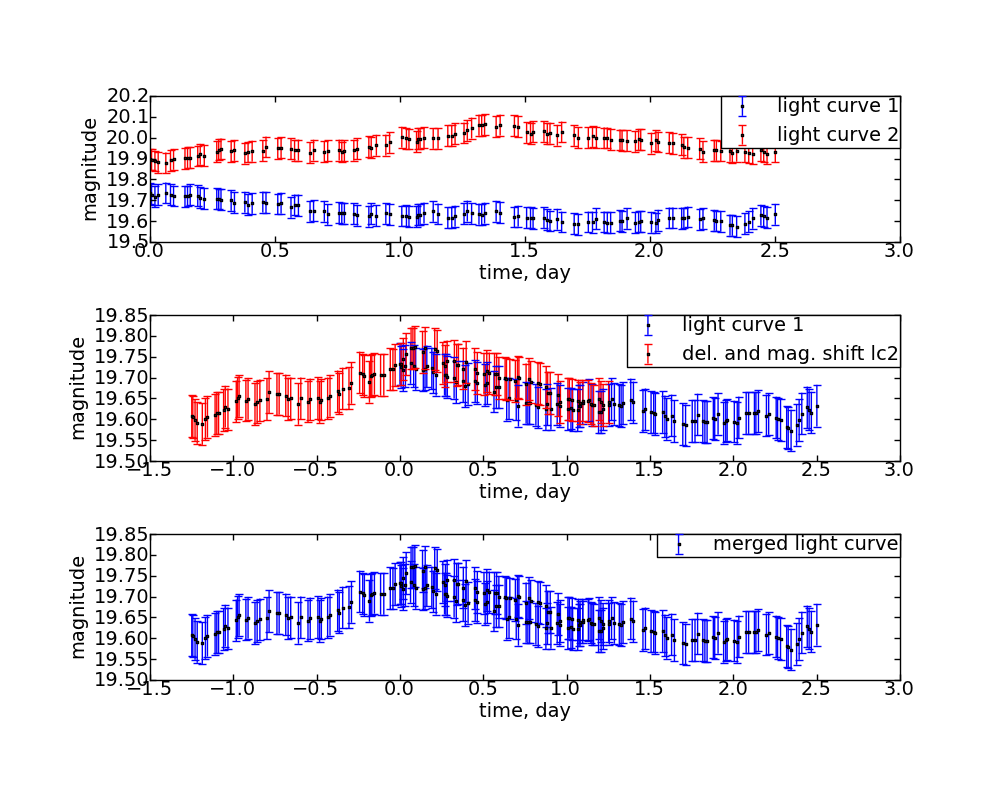 20.2
20.1
20.0
19.9
19.8
19.7
19.6
19.5
magnitude
light curve 1
light curve 2
0.0 0.5 1.0 1.5 2.0 2.5 3.0
time, day
19.85
19.80
19.75
19.70
19.65
19.60
19.55
19.50
magnitude
light curve 1
del. and mag. shift lc2
−1.5 −1.0 −0.5 0.0 0.5 1.0 1.5 2.0 2.5 3.0
time, day
19.85
19.80
19.75
19.70
19.65
19.60
19.55
19.50
magnitude
merged light curve
−1.5 −1.0 −0.5 0.0 0.5 1.0 1.5 2.0 2.5 3.0
time, day